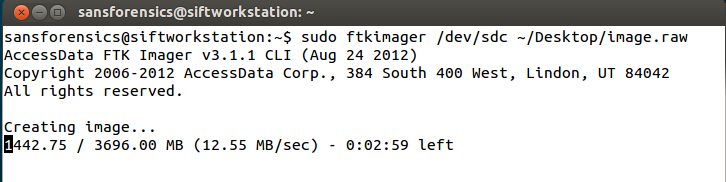 sansforensics@siftworkstation: ~
sansforensics@siftworkstation:~$ sudo ftkimager /dev/sdc ~/Desktop/image.raw
AccessData FTK Imager v3.1.1 CLI (Aug 24 2012)
Copyright 2006-2012 AccessData Corp., 384 South 400 West, Lindon, UT 84042
All rights reserved.
Creating image...
1442.75 / 3696.00 MB (12.55 MB/sec) - 0:02:59 left